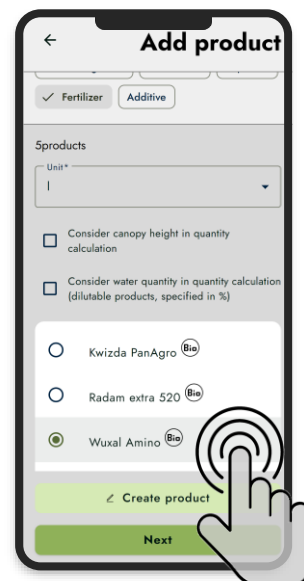 Add product
Fertilizer
Additive
5products
Unit*
l
Consider canopy height in quantity
calculation
Consider water quantity in quantity calculation
(dilutable products, specified in %)
Kwizda PanAgro Bio
Radam extra 520 Bio
Wuxal Amino Bio
Create product
Next